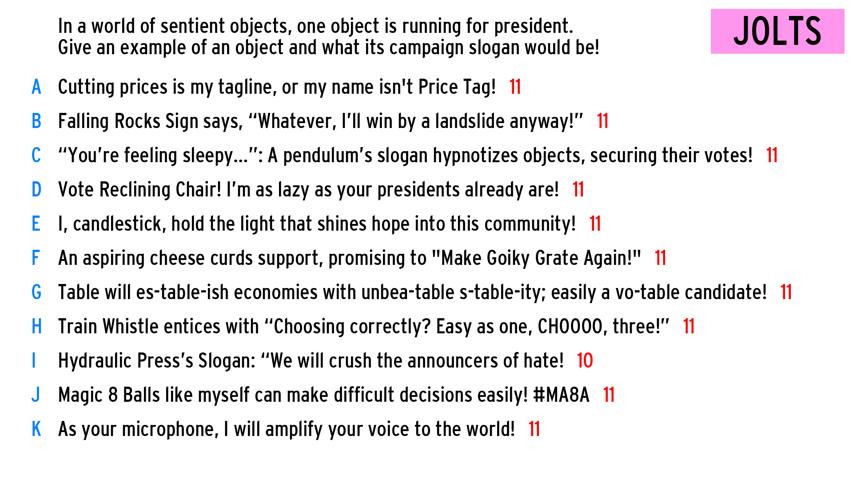 In a world of sentient objects, one object is running for president.
Give an example of an object and what its campaign slogan would be!
JOLTS
A Cutting prices is my tagline, or my name isn't Price Tag! 11
B Falling Rocks Sign says, “Whatever, I’ll win by a landslide anyway!” 11
C “You’re feeling sleepy...”: A pendulum’s slogan hypnotizes objects, securing their votes! 11
D Vote Reclining Chair! I’m as lazy as your presidents already are! 11
E I, candlestick, hold the light that shines hope into this community! 11
F An aspiring cheese curds support, promising to "Make Goiky Grate Again!" 11
G Table will es-table-ish economies with unbea-table s-table-ity; easily a vo-table candidate! 11
H Train Whistle entices with “Choosing correctly? Easy as one, CHOOOO, three!” 11
I Hydraulic Press’s Slogan: “We will crush the announcers of hate! 10
J Magic 8 Balls like myself can make difficult decisions easily! #MA8A 11
K As your microphone, I will amplify your voice to the world! 11